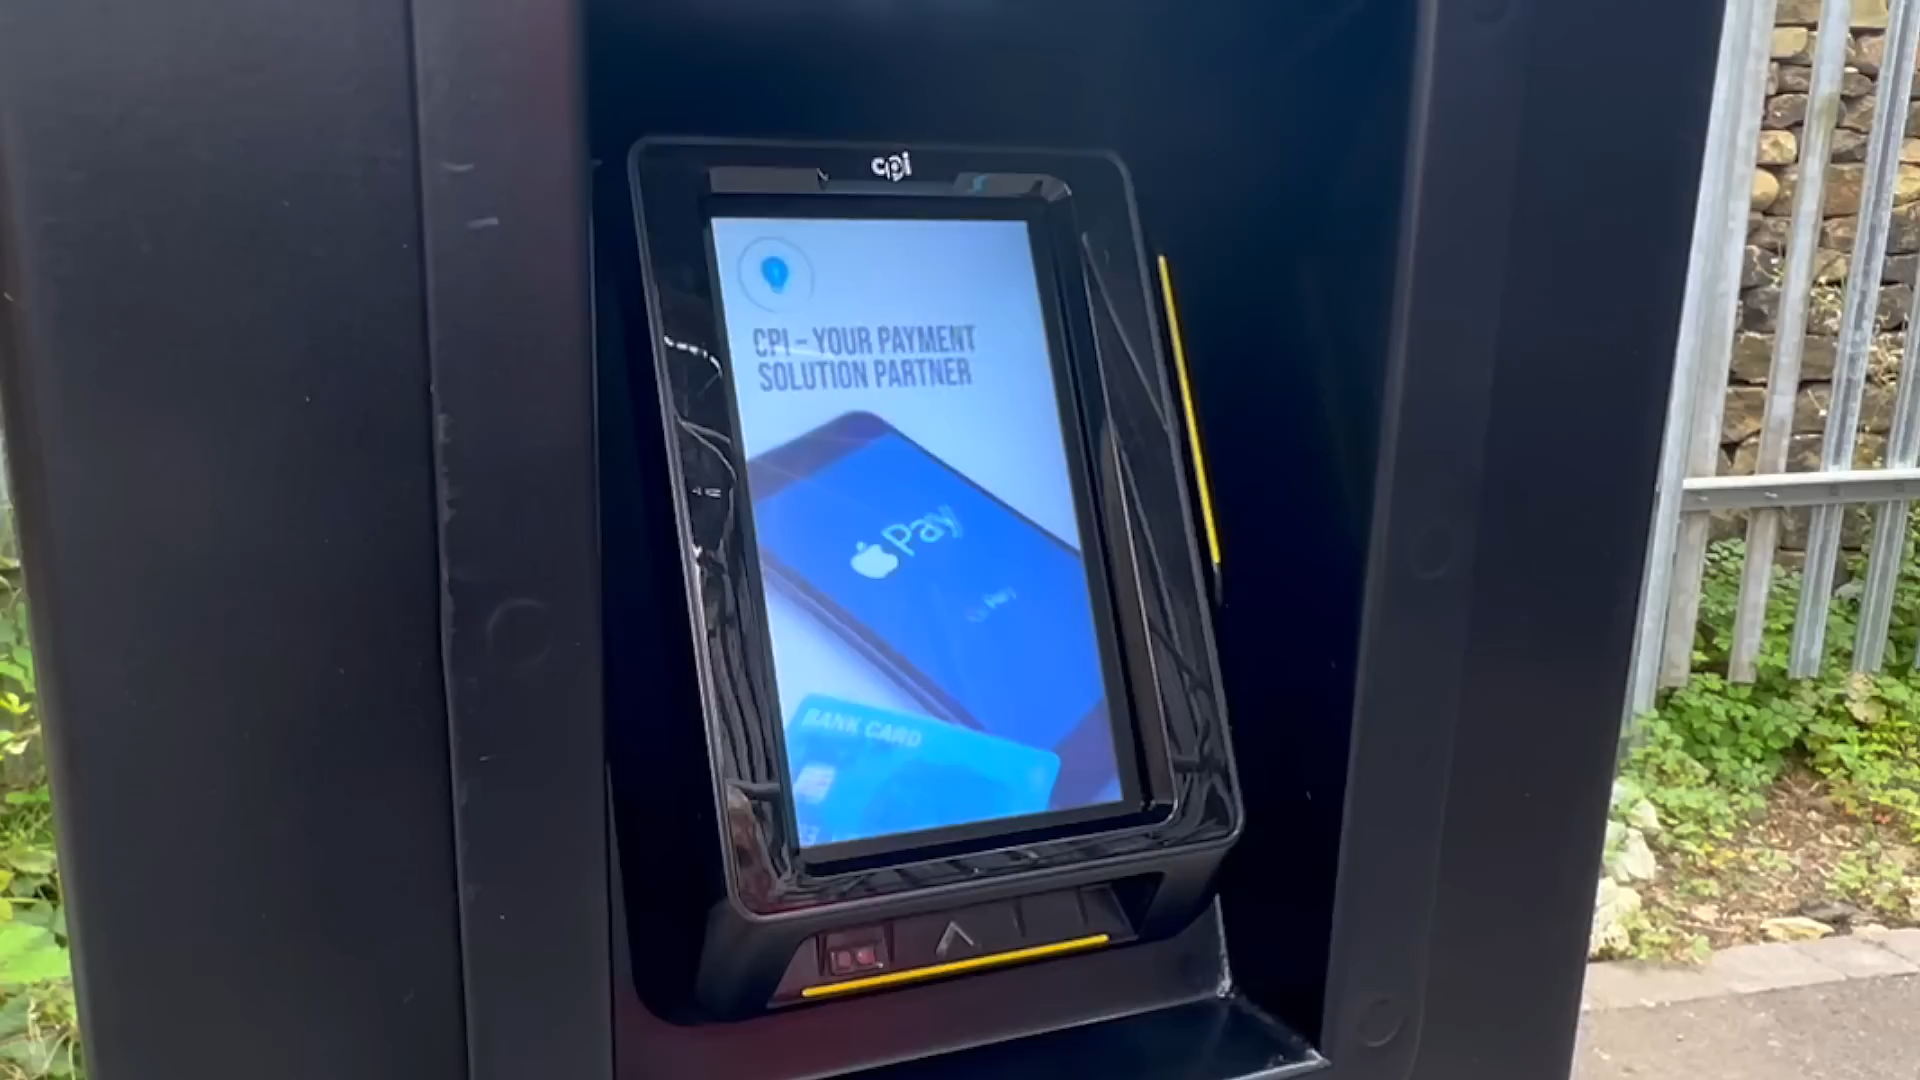 cpi
CPI – YOUR PAYMENT
SOLUTION PARTNER
Pay
BANK CARD